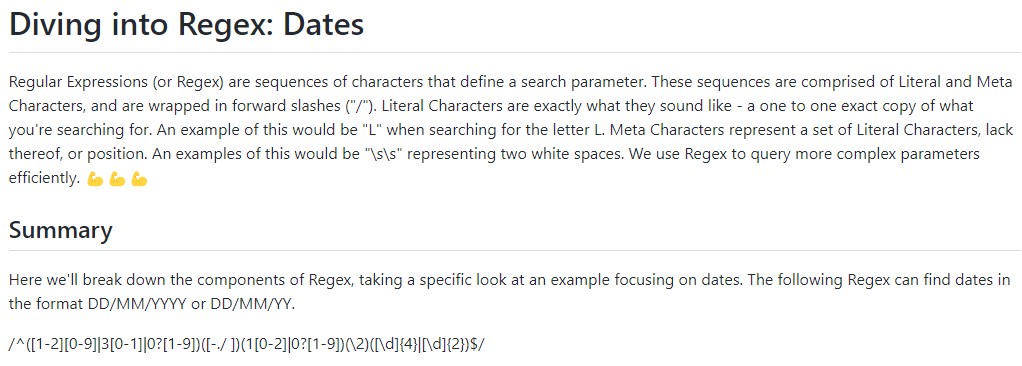 Diving into Regex: Dates
Regular Expressions (or Regex) are sequences of characters that define a search parameter. These sequences are comprised of Literal and Meta
Characters, and are wrapped in forward slashes ("/"). Literal Characters are exactly what they sound like - a one to one exact copy of what
you're searching for. An example of this would be "L" when searching for the letter L. Meta Characters represent a set of Literal Characters, lack
thereof, or position. An examples of this would be "\s\s" representing two white spaces. We use Regex to query more complex parameters
efficiently. 💪 💪 💪
Summary
Here we'll break down the components of Regex, taking a specific look at an example focusing on dates. The following Regex can find dates in
the format DD/MM/YYYY or DD/MM/YY.
/^([1-2][0-9]|3[0-1]|0?[1-9])([-./ ])(1[0-2]|0?[1-9])(\2)([\d]{4}|[\d]{2})$/